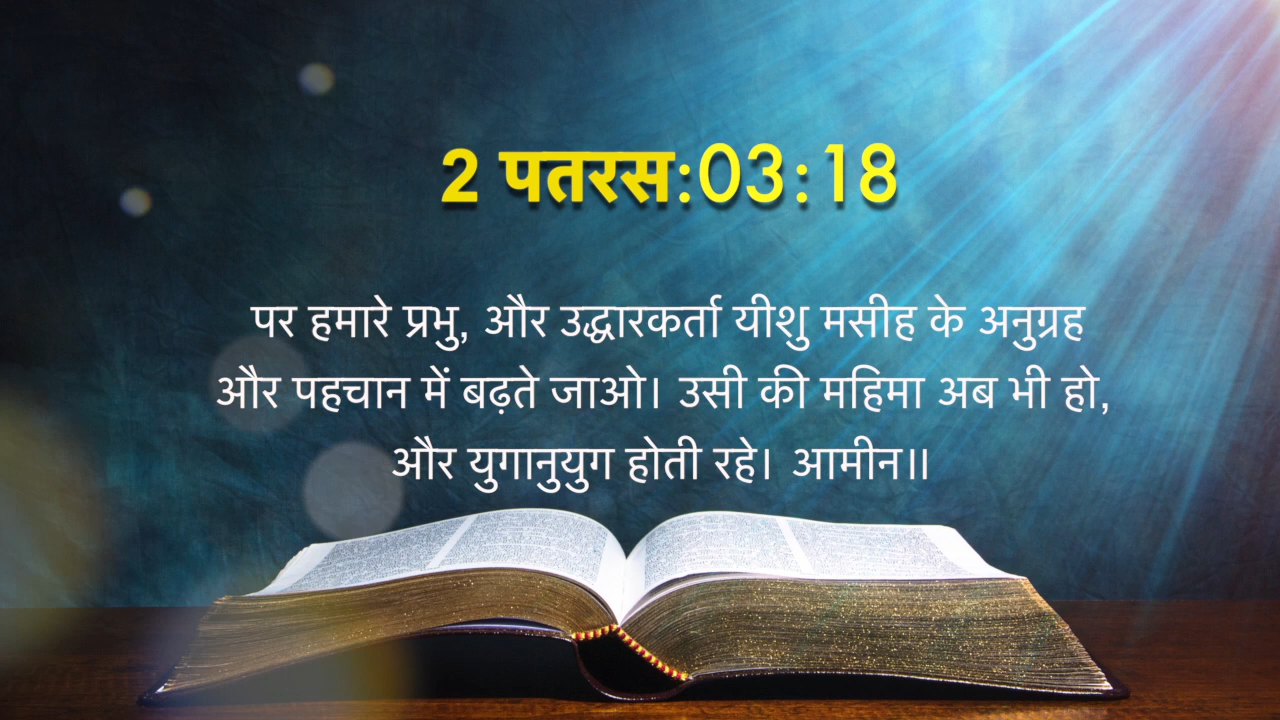 2 पतरस:03:18
पर हमारे प्रभु, और उद्धारकर्ता यीशु मसीह के अनुग्रह
और पहचान में बढ़ते जाओ। उसी की महिमा अब भी हो,
और युगानुयुग होती रहे। आमीन॥